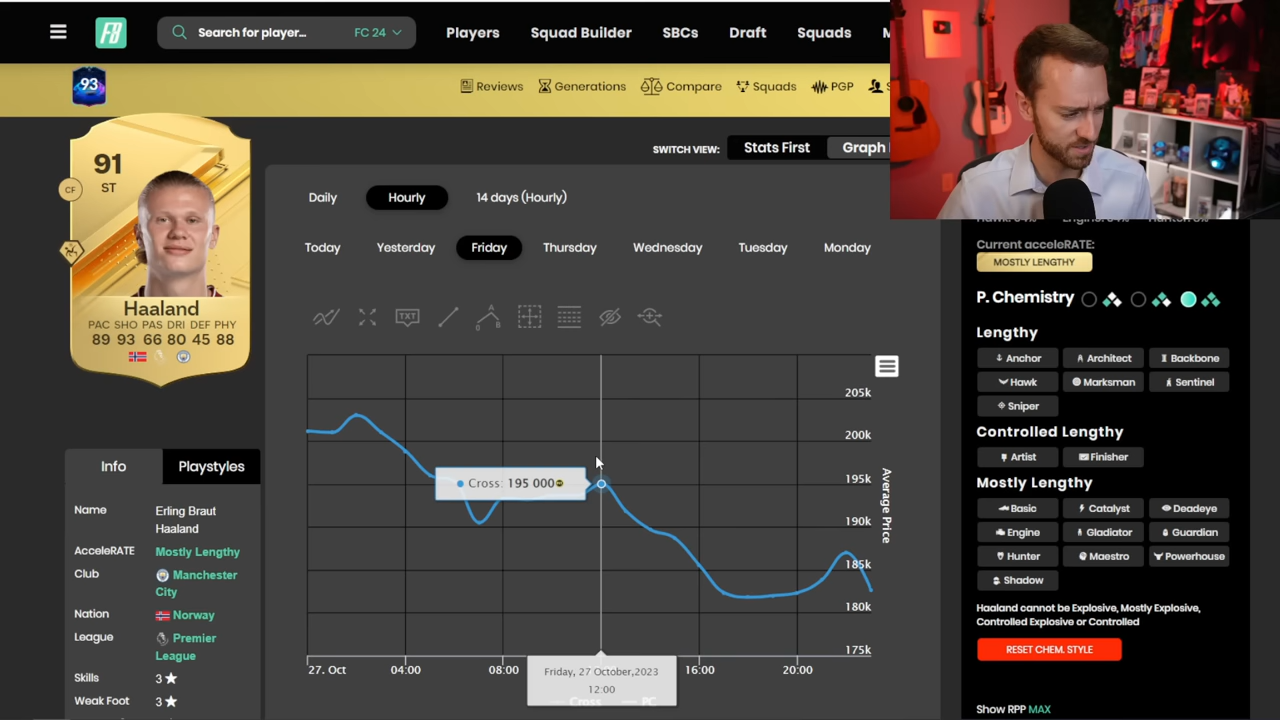 FB
Search for player...
FC 24
Players
Squad Builder
SBCs
Draft
Squads
93
Reviews
Generations
Compare
Squads
PGP
SWITCH VIEW:
Stats First
Graph
91
ST
CF
Haaland
PAC SHO PAS DRI DEF PHY
89 93 66 80 45 88
Daily
Hourly
14 days (Hourly)
Today
Yesterday
Friday
Thursday
Wednesday
Tuesday
Monday
TXT
205k
200k
195k
190k
185k
180k
175k
Average Price
Cross: 195 000
27. Oct
04:00
08:00
16:00
20:00
Friday, 27 October,2023
12:00
Cross
PC
Info
Playstyles
Name
Erling Braut
Haaland
AcceleRATE
Mostly Lengthy
Club
Manchester
City
Nation
Norway
League
Premier
League
Skills
3
Weak Foot
3
Current acceleRATE:
MOSTLY LENGTHY
P. Chemistry
Lengthy
Anchor
Architect
Backbone
Hawk
Marksman
Sentinel
Sniper
Controlled Lengthy
Artist
Finisher
Mostly Lengthy
Basic
Catalyst
Deadeye
Engine
Gladiator
Guardian
Hunter
Maestro
Powerhouse
Shadow
Haaland cannot be Explosive, Mostly Explosive,
Controlled Explosive or Controlled
RESET CHEM. STYLE
Show RPP MAX